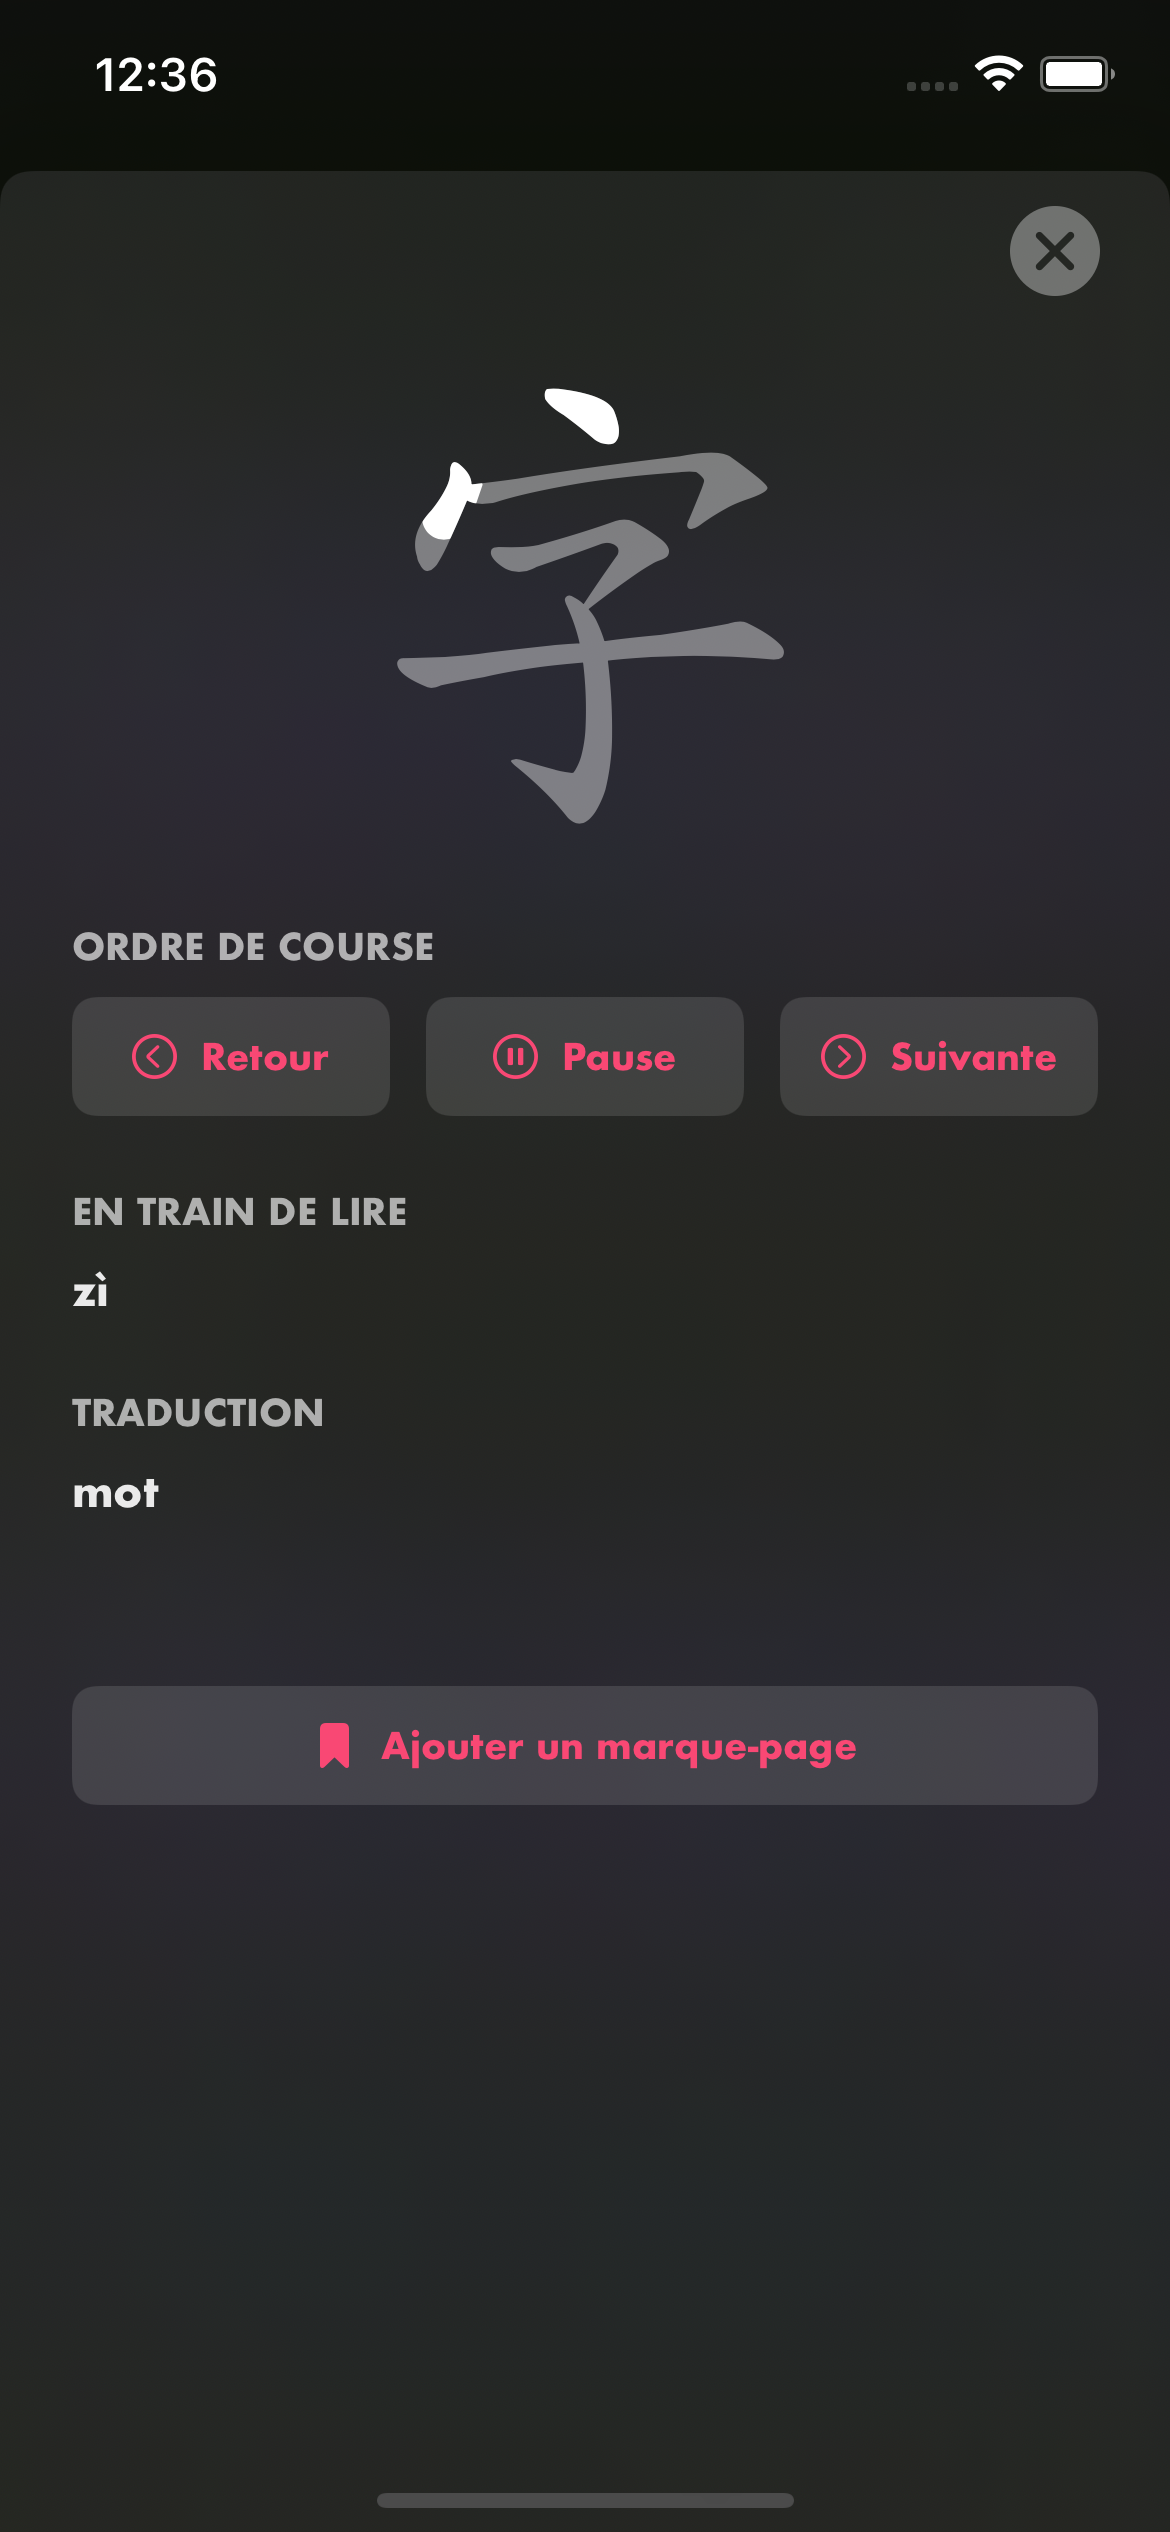 12:36
字
ORDRE DE COURSE
Retour
Pause
Suivante
EN TRAIN DE LIRE
zì
TRADUCTION
mot
Ajouter un marque-page